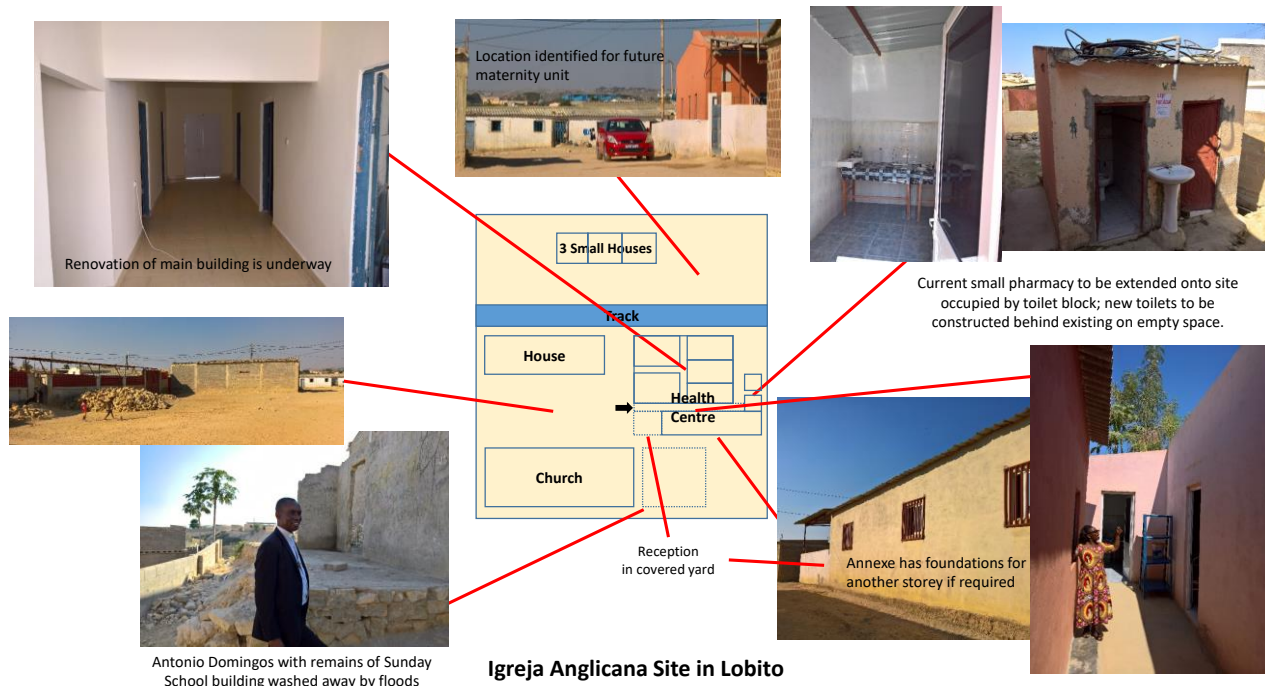 Location identified for future
maternity unit
Renovation of main building is underway
Current small pharmacy to be extended onto site
occupied by toilet block; new toilets to be
constructed behind existing on empty space.
3 Small Houses
Track
House
Health
Centre
Church
Reception
in covered yard
Annexe has foundations for
another storey if required
Antonio Domingos with remains of Sunday
School building washed away by floods
Igreja Anglicana Site in Lobito